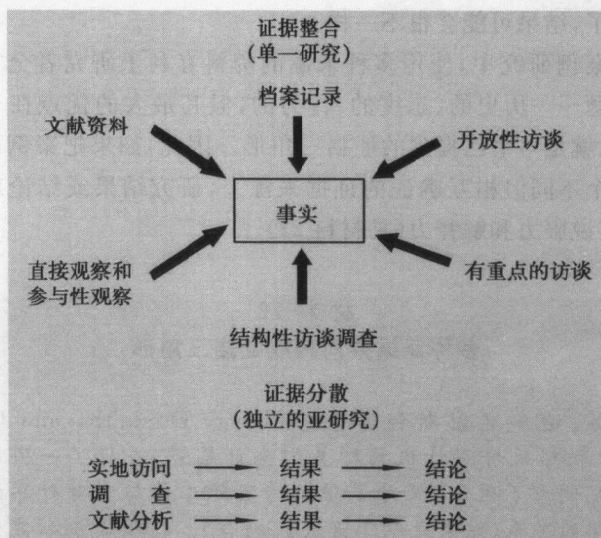 证据整合
(单一研究)
档案记录
文献资料
开放性访谈
事实
直接观察和
参与性观察
有重点的访谈
结构性访谈调查
证据分散
(独立的亚研究)
实地访问 结果 结论
调 查 结果 结论
文献分析 结果 结论